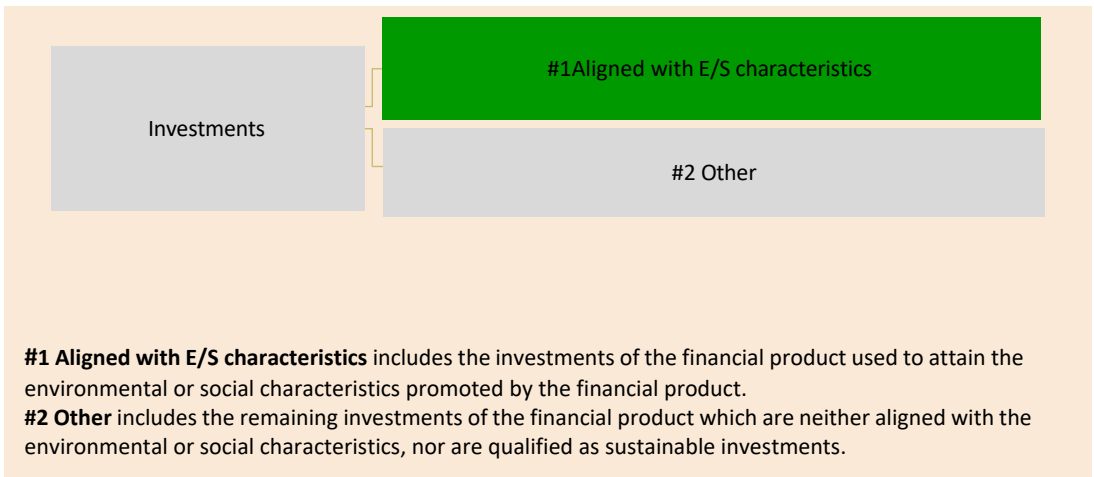 #1Aligned with E/S characteristics
Investments
#2 Other
#1 Aligned with E/S characteristics includes the investments of the financial product used to attain the
environmental or social characteristics promoted by the financial product.
#2 Other includes the remaining investments of the financial product which are neither aligned with the
environmental or social characteristics, nor are qualified as sustainable investments.